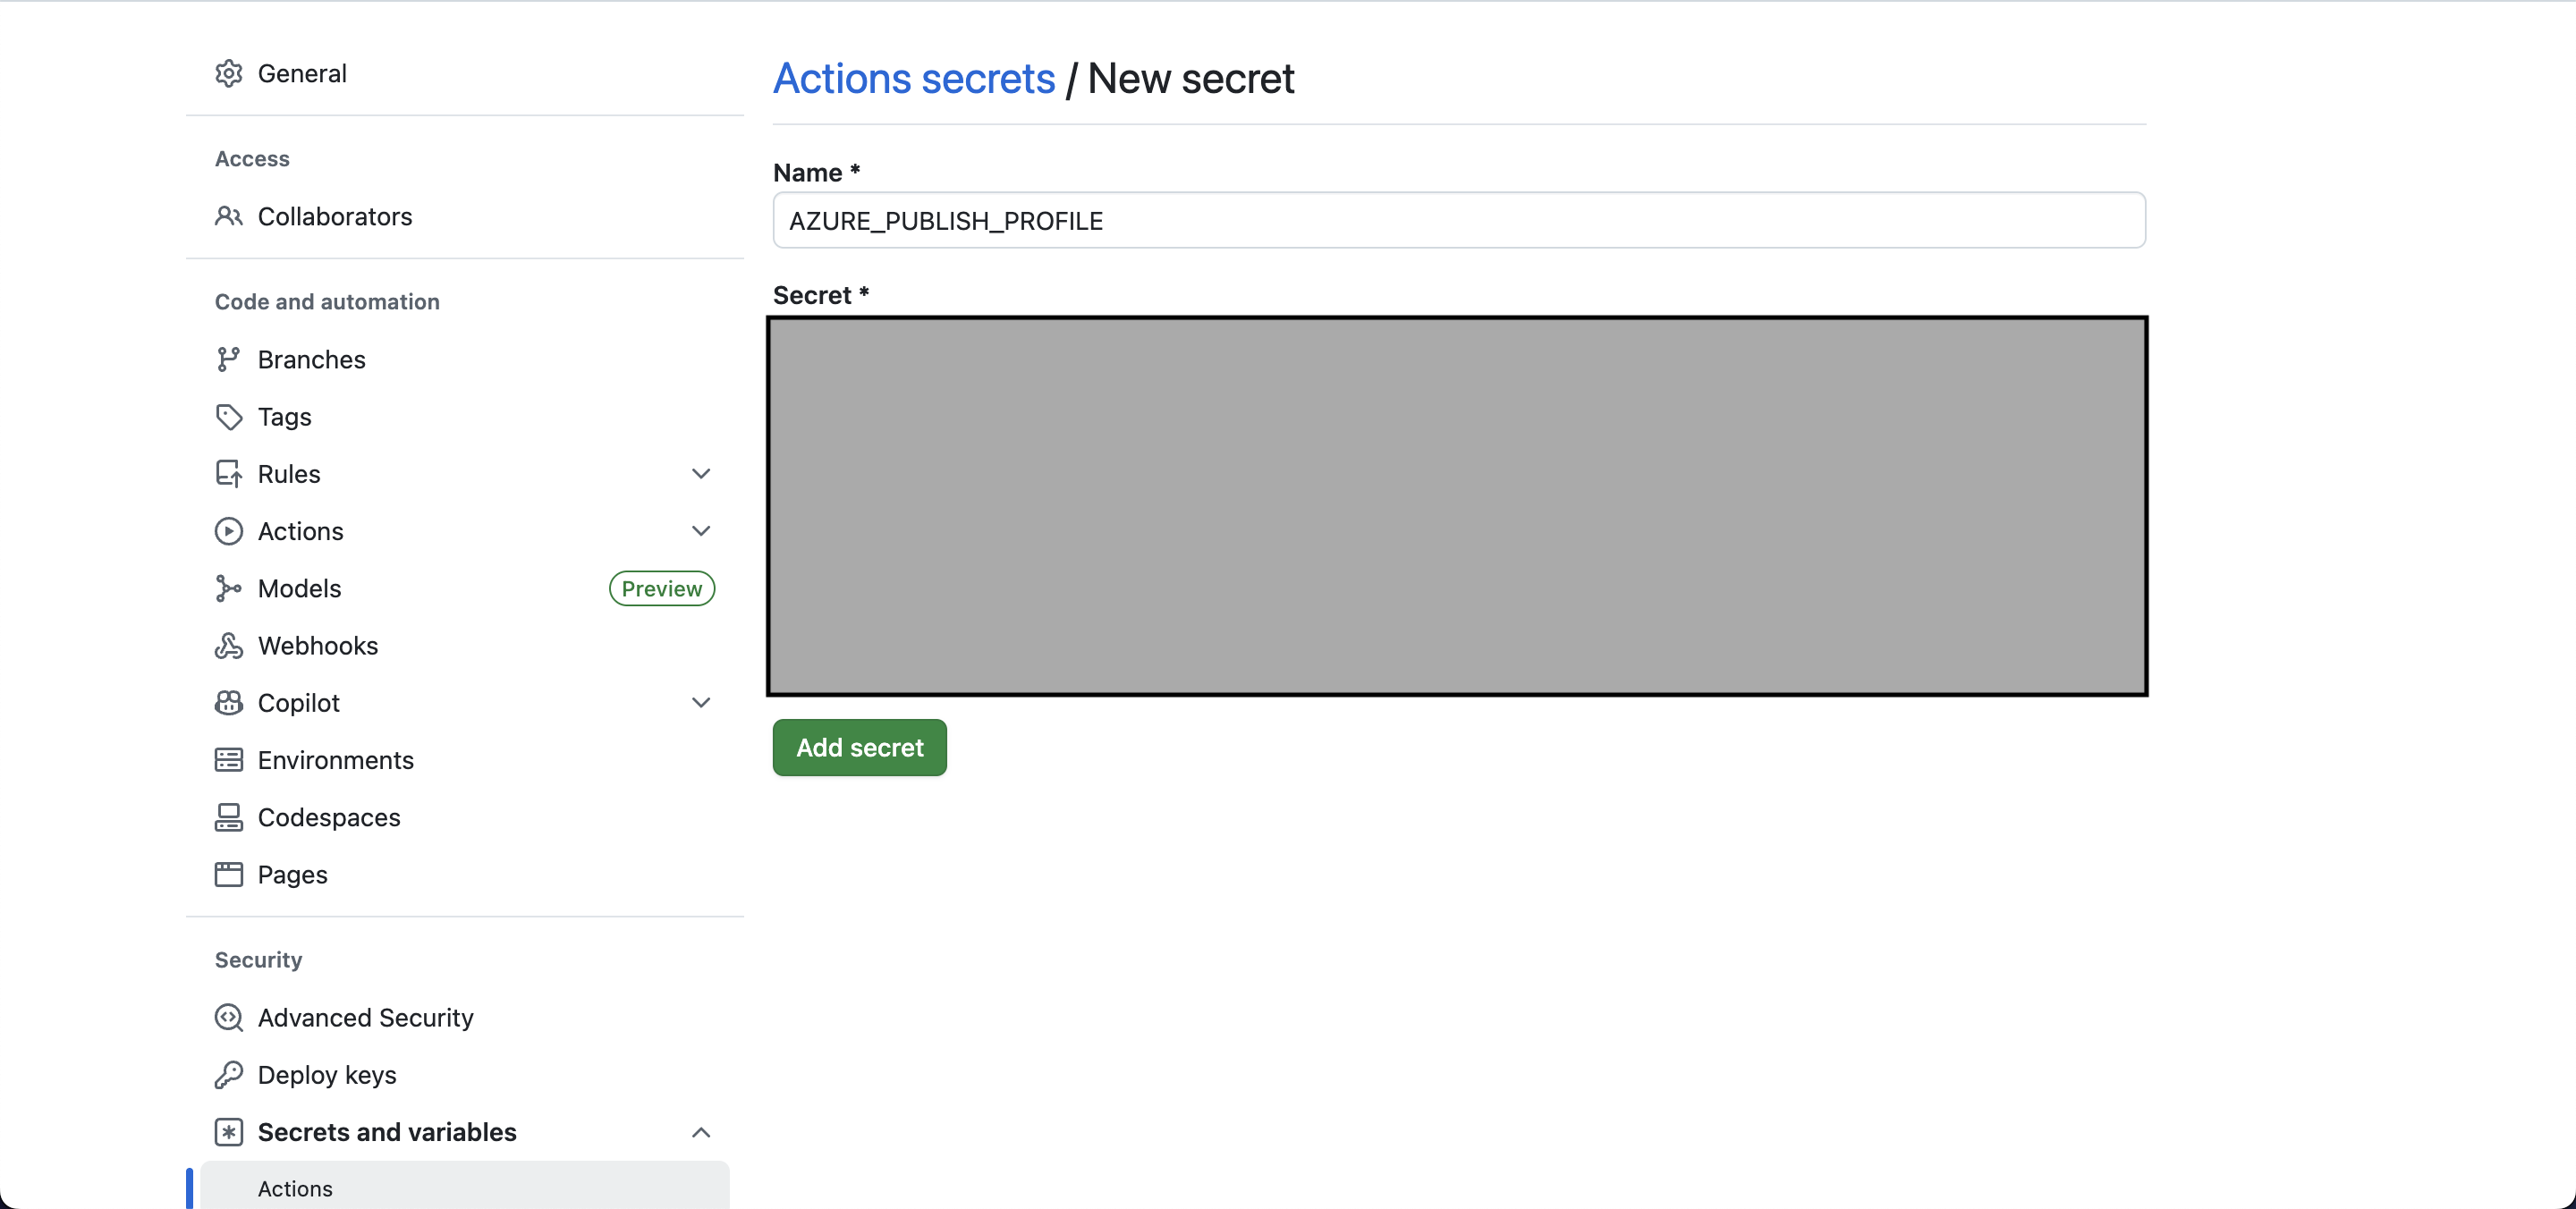 General
Access
Collaborators
Code and automation
Branches
Tags
Rules
Actions
Models Preview
Webhooks
Copilot
Environments
Codespaces
Pages
Security
Advanced Security
Deploy keys
Secrets and variables
Actions
Actions secrets / New secret
Name *
AZURE_PUBLISH_PROFILE
Secret *
Add secret